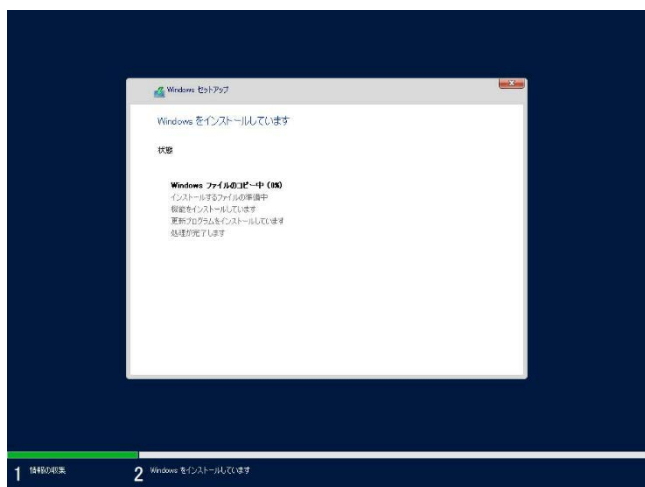 Windows セットアップ
Windows をインストールしています
状態
Windows ファイルのコピー中 (0%)
インストールするファイルの準備中
機能をインストールしています
更新プログラムをインストールしています
処理が完了します
1 情報の収集
2 Windows をインストールしています